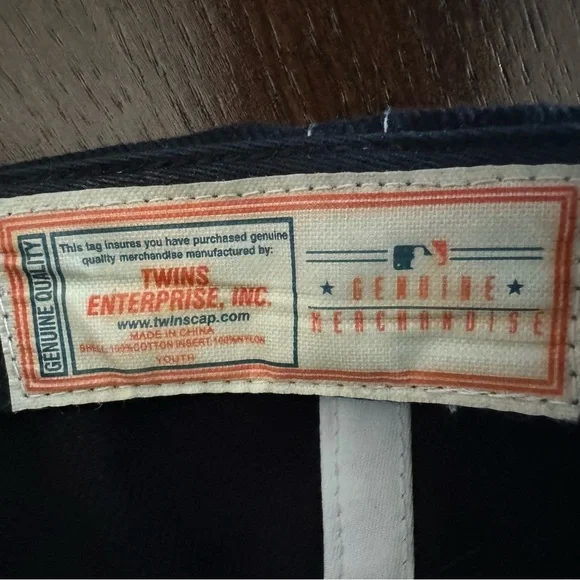 GENUINE QUALITY
This tag insures you have purchased genuine
quality merchandise manufactured by:
TWINS
ENTERPRISE, INC.
www.twinscap.com
MADE IN CHINA
SHELL:100%COTTON INSERT:100%NYLON
YOUTH
GENUINE
MERCHANDISE